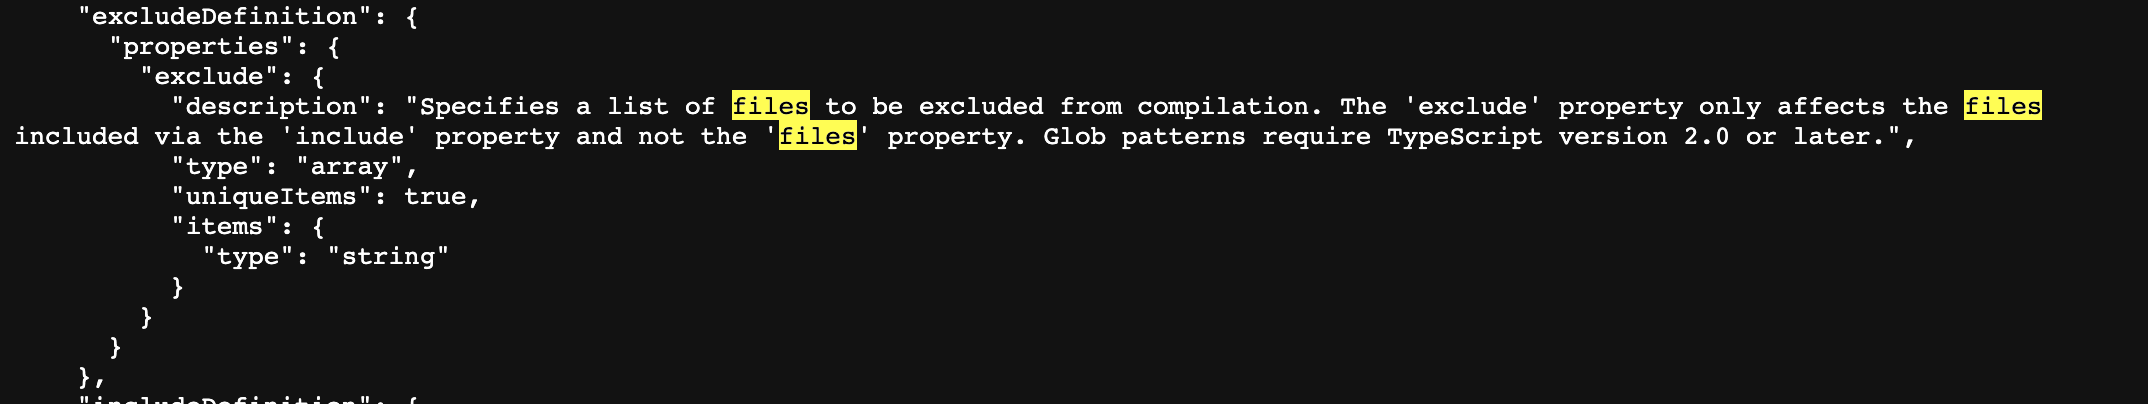 "excludeDefinition": {
"properties": {
"exclude": {
"description": "Specifies a list of files to be excluded from compilation. The 'exclude' property only affects the files
included via the 'include' property and not the 'files' property. Glob patterns require TypeScript version 2.0 or later.",
"type": "array",
"uniqueItems": true,
"items": {
"type": "string"
}
}
}
},
"includeDefinition": {